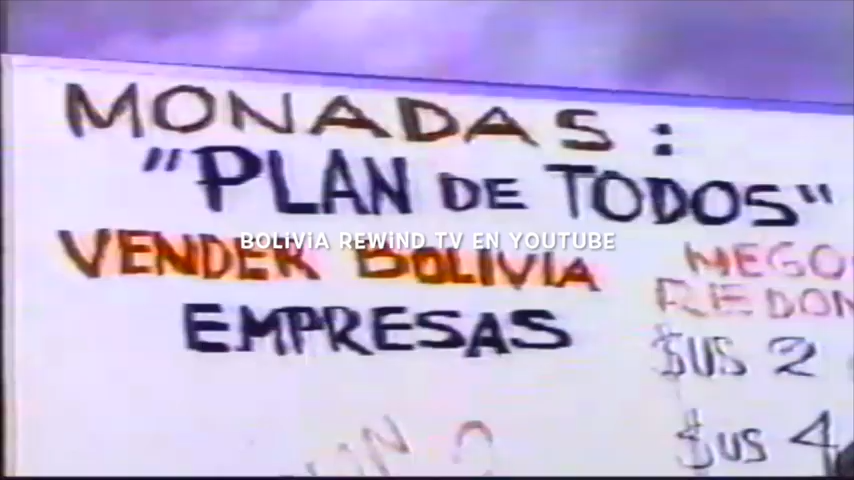 MONADAS:
"PLAN DE TODOS"
VENDER BOLIVIA
BOLIVIA REWIND TV EN YOUTUBE
EMPRESAS
$US 2
$US 4